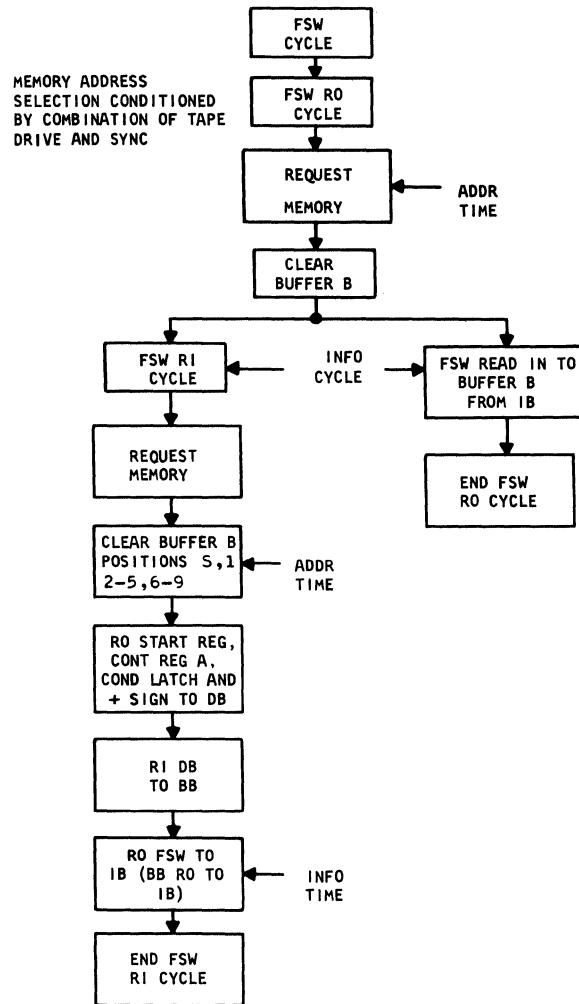 FSW
CYCLE
MEMORY ADDRESS
SELECTION CONDITIONED
BY COMBINATION OF TAPE
DRIVE AND SYNC
FSW RO
CYCLE
REQUEST
MEMORY
ADDR
TIME
CLEAR
BUFFER B
FSW RI
CYCLE
INFO
CYCLE
FSW READ IN TO
BUFFER B
FROM IB
REQUEST
MEMORY
END FSW
RO CYCLE
CLEAR BUFFER B
POSITIONS S,1
2-5,6-9
ADDR
TIME
RO START REG,
CONT REG A,
COND LATCH AND
+ SIGN TO DB
RI DB
TO BB
RO FSW TO
IB (BB RO TO
IB)
INFO
TIME
END FSW
RI CYCLE